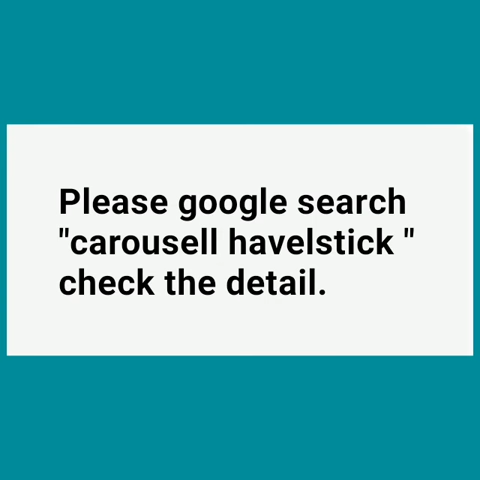 Please google search
"carousell havelstick "
check the detail.